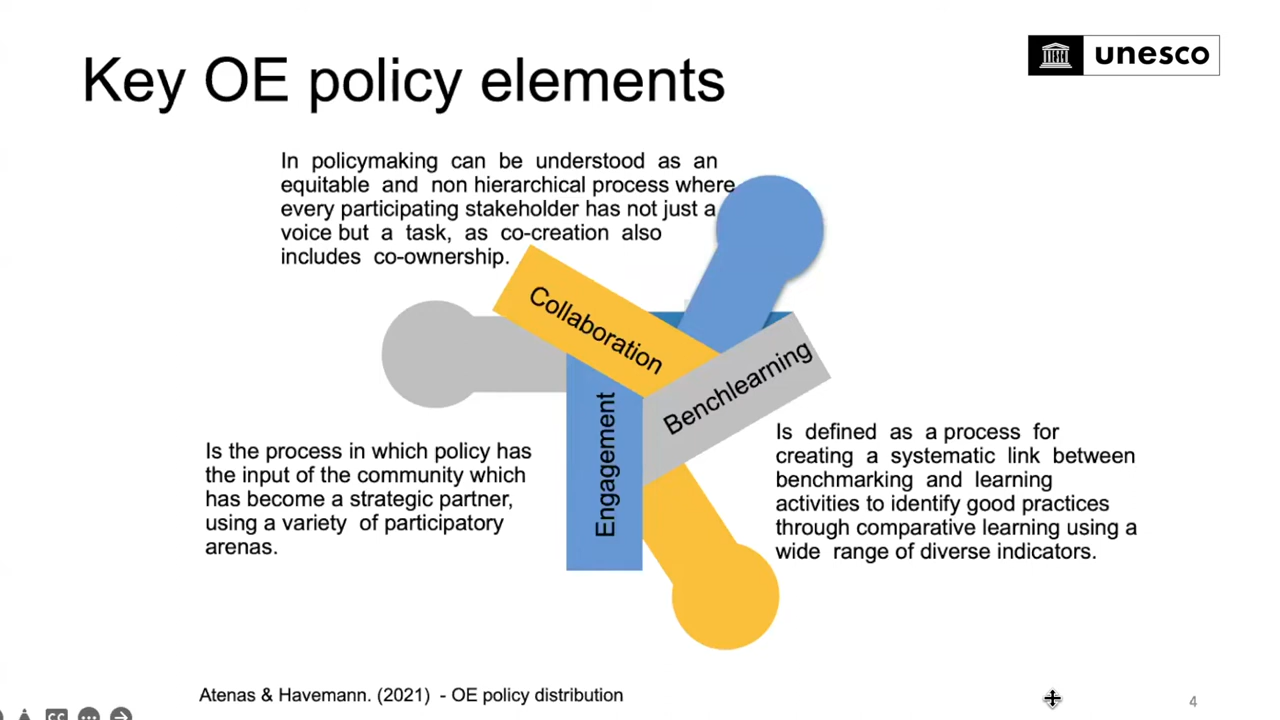 Key OE policy elements
unesco
In policymaking can be understood as an
equitable and non hierarchical process where
every participating stakeholder has not just a
voice but a task, as co-creation also
includes co-ownership.
Collaboration
Benchlearning
Engagement
Is the process in which policy has
the input of the community which
has become a strategic partner,
using a variety of participatory
arenas.
Is defined as a process for
creating a systematic link between
benchmarking and learning
activities to identify good practices
through comparative learning using a
wide range of diverse indicators.
Atenas & Havemann. (2021) - OE policy distribution
4
CC